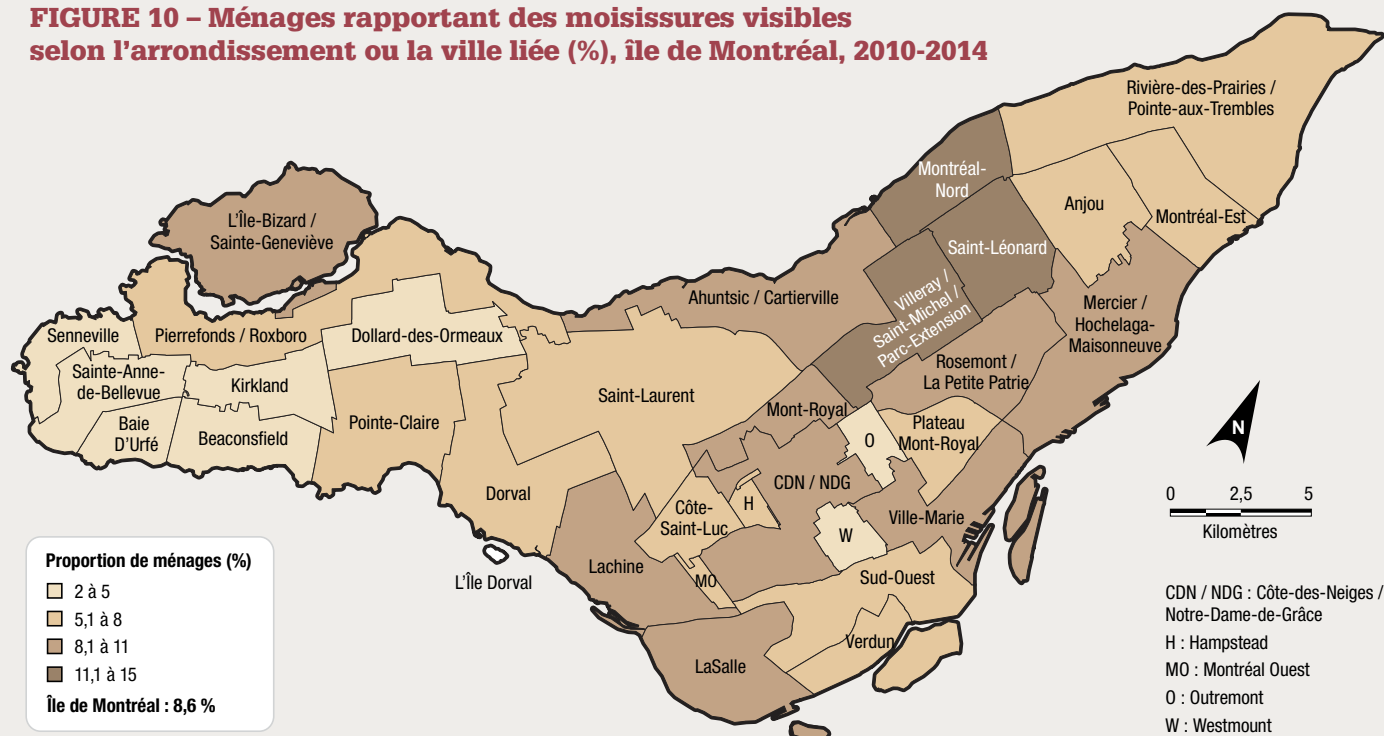 FIGURE 10 – Ménages rapportant des moisissures visibles
selon l'arrondissement ou la ville liée (%), île de Montréal, 2010-2014
Rivière-des-Prairies /
Pointe-aux-Trembles
Montréal-
Nord
Anjou
Montréal-Est
Saint-Léonard
L'Île-Bizard /
Sainte-Geneviève
Ahuntsic / Cartierville
Villeray /
Saint-Michel /
Parc-Extension
Mercier /
Hochelaga-
Maisonneuve
Senneville
Pierrefonds / Roxboro
Dollard-des-Ormeaux
Sainte-Anne-
de-Bellevue
Kirkland
Rosemont /
La Petite Patrie
Saint-Laurent
Mont-Royal
Baie
D'Urfé
Beaconsfield
Pointe-Claire
Plateau
Mont-Royal
O
CDN / NDG
Dorval
Côte-
Saint-Luc
H
Ville-Marie
W
Lachine
MO
Sud-Ouest
L'Île Dorval
Verdun
LaSalle
N
0 2,5 5
Kilomètres
Proportion de ménages (%)
2 à 5
5,1 à 8
8,1 à 11
11,1 à 15
Île de Montréal : 8,6 %
CDN / NDG : Côte-des-Neiges /
Notre-Dame-de-Grâce
H : Hampstead
MO : Montréal Ouest
O : Outremont
W : Westmount